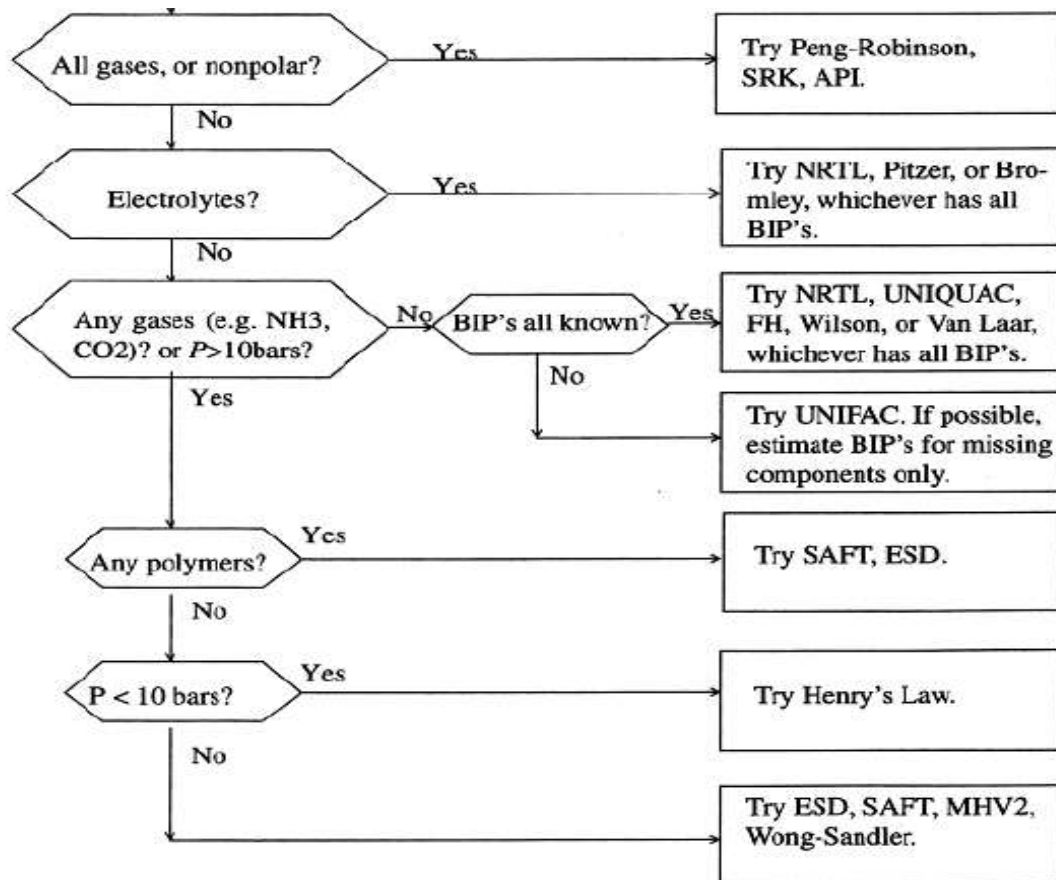 All gases, or nonpolar?
Yes
Try Peng-Robinson,
SRK, API.
No
Electrolytes?
Yes
Try NRTL, Pitzer, or Bro-
mley, whichever has all
BIP's.
No
Any gases (e.g. NH3,
CO2)? or P>10bars?
No
BIP's all known?
Yes
Try NRTL, UNIQUAC,
FH, Wilson, or Van Laar,
whichever has all BIP's.
Yes
No
Try UNIFAC. If possible,
estimate BIP's for missing
components only.
Any polymers?
Yes
Try SAFT, ESD.
No
P < 10 bars?
Yes
Try Henry's Law.
No
Try ESD, SAFT, MHV2,
Wong-Sandler.